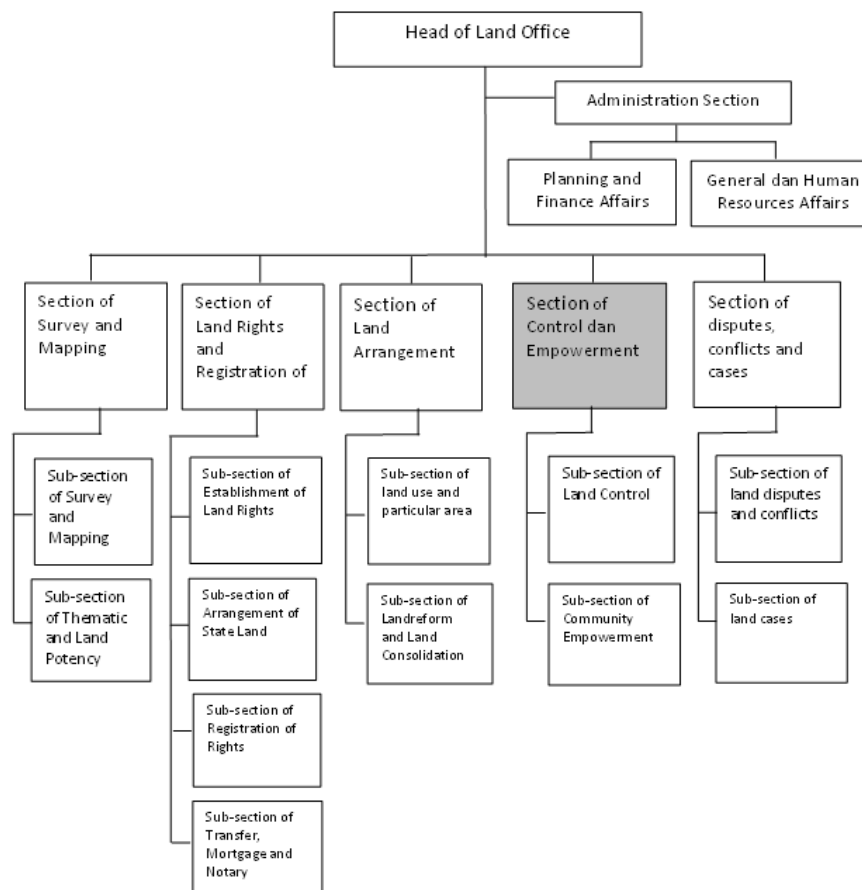 Head of Land Office
Administration Section
Planning and
Finance Affairs
General dan Human
Resources Affairs
Section of
Survey and
Mapping
Section of
Land Rights
and
Registration of
Section of
Land
Arrangement
Section of
Control dan
Empowerment
Section of
disputes,
conflicts and
cases
Sub-section
of Survey
and
Mapping
Sub-section
of Thematic
and Land
Potency
Sub-section of
Establishment of
Land Rights
Sub-section of
Arrangement of
State Land
Sub-section of
Registration of
Rights
Sub-section of
Transfer,
Mortgage and
Notary
Sub-section of
land use and
particular area
Sub-section of
Landreform
and Land
Consolidation
Sub-section of
Land Control
Sub-section of
Community
Empowerment
Sub-section of
land disputes
and conflicts
Sub-section of
land cases